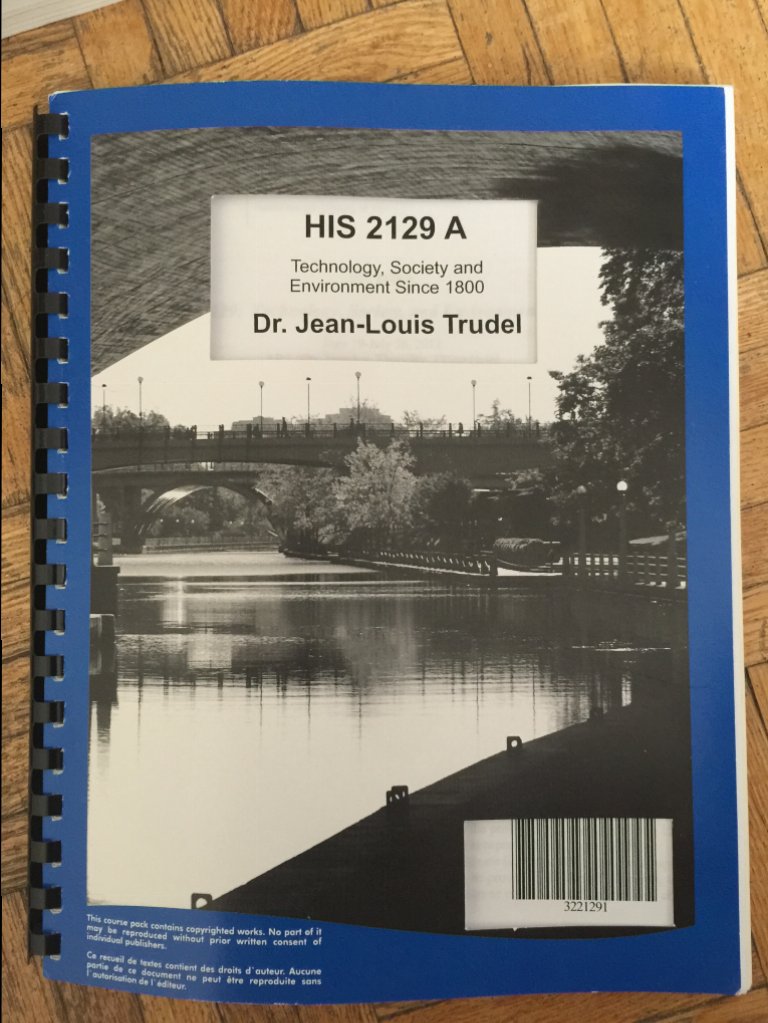 HIS 2129 A
Technology, Society and
Environment Since 1800
Dr. Jean-Louis Trudel
3221291
This course pack contains copyrighted works. No part of it
may be reproduced without prior written consent of
individual publishers.
Ce recueil de textes contient des droits d'auteur. Aucune
partie de ce document ne peut être reproduite sans
l'autorisation de l'éditeur.